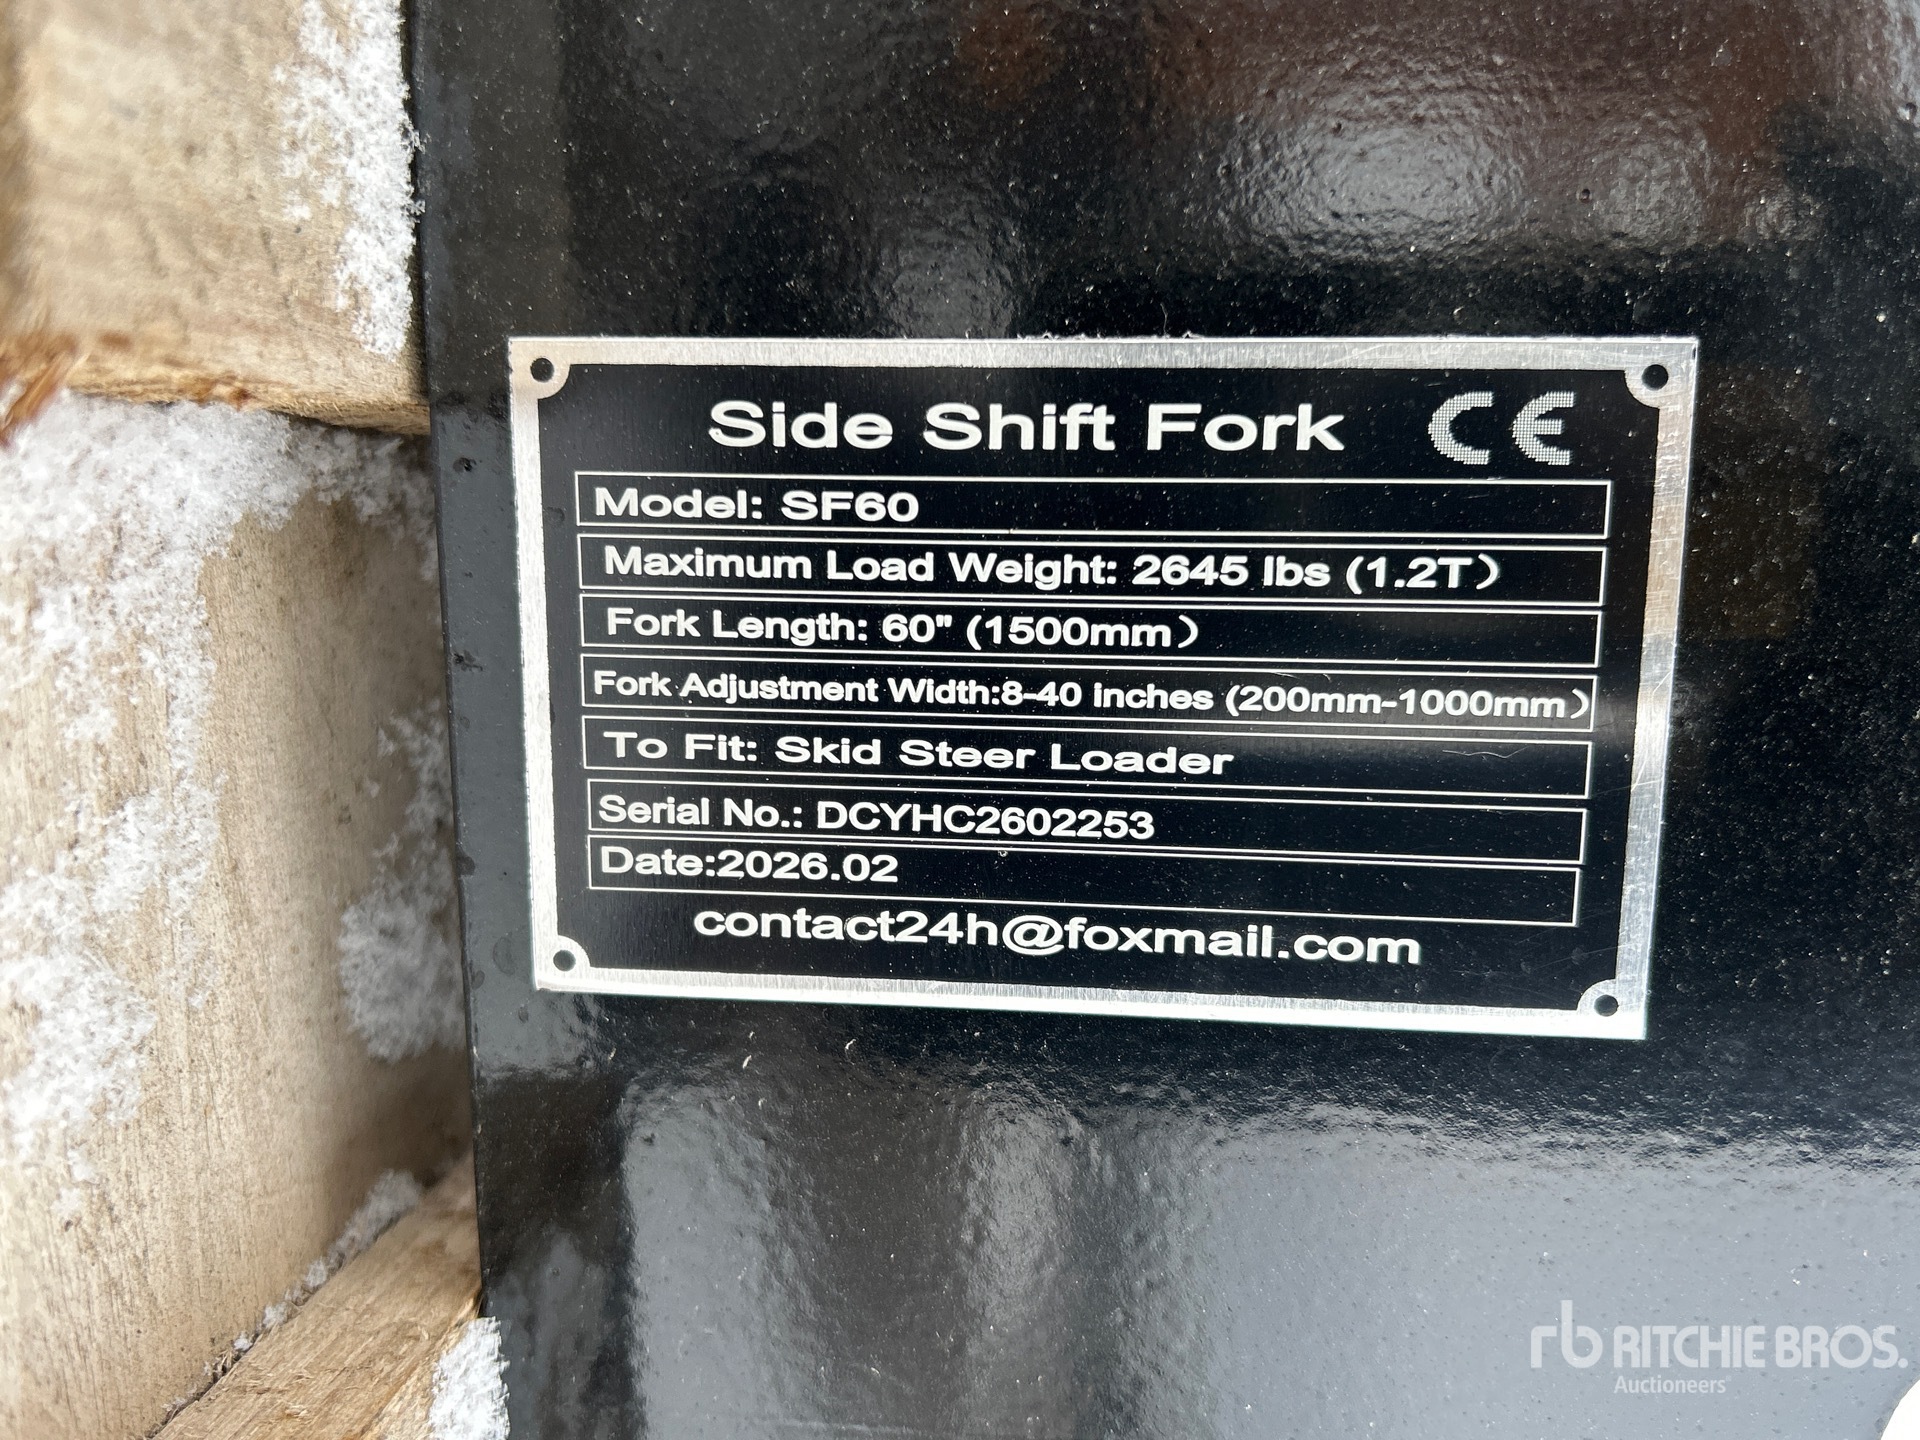 Side Shift Fork CE
Model: SF60
Maximum Load Weight: 2645 lbs (1.2T)
Fork Length: 60" (1500mm)
Fork Adjustment Width:8-40 inches (200mm-1000mm)
To Fit: Skid Steer Loader
Serial No.: DCYHC2602253
Date:2026.02
contact24h@foxmail.com
rb RITCHIE BROS.
Auctioneers